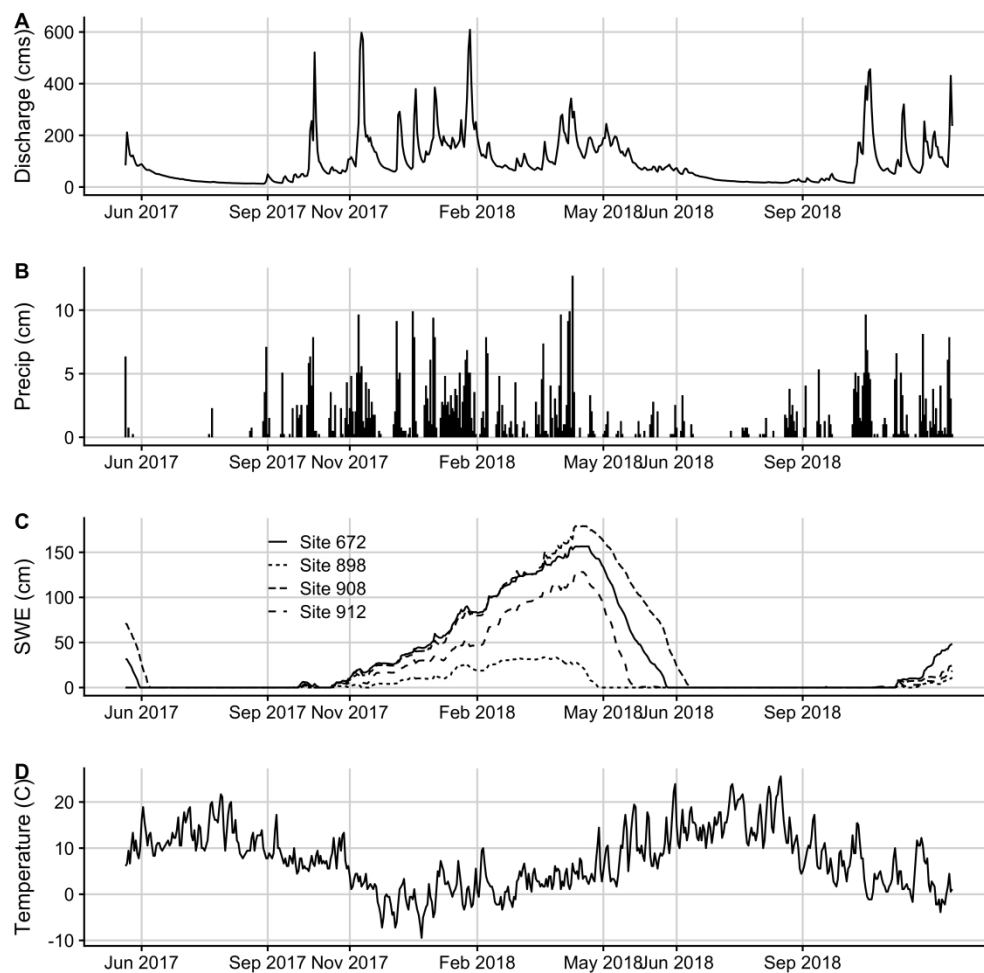 A
Discharge (cms)
600
400
200
0
Jun 2017 Sep 2017 Nov 2017 Feb 2018 May 2018 Jun 2018 Sep 2018
B
Precip (cm)
10
5
0
Jun 2017 Sep 2017 Nov 2017 Feb 2018 May 2018 Jun 2018 Sep 2018
C
SWE (cm)
150
100
50
0
Site 672
Site 898
Site 908
Site 912
Jun 2017 Sep 2017 Nov 2017 Feb 2018 May 2018 Jun 2018 Sep 2018
D
Temperature (C)
20
10
0
-10
Jun 2017 Sep 2017 Nov 2017 Feb 2018 May 2018 Jun 2018 Sep 2018